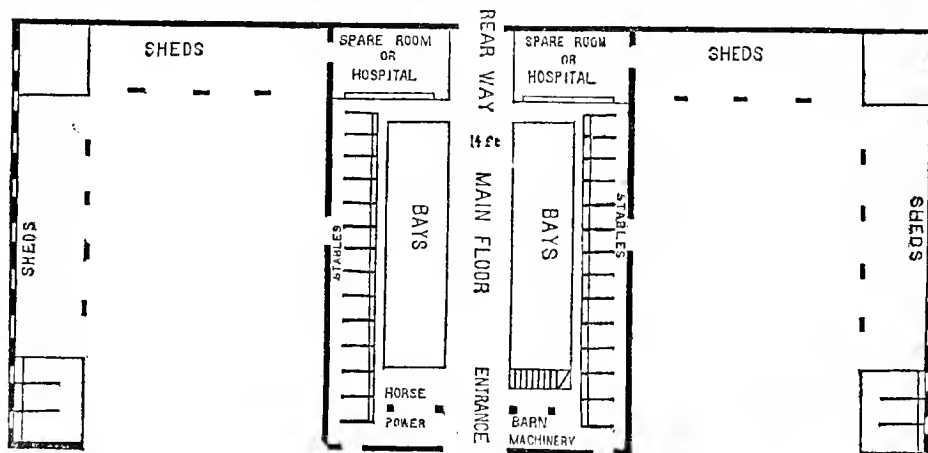 SHEDS
SPARE ROOM
OR
HOSPITAL
REAR WAY
SPARE ROOM
OR
HOSPITAL
SHEDS
14 ft
SHEDS
STABLES
BAYS
MAIN FLOOR
BAYS
STABLES
SHEDS
HORSE
POWER
ENTRANCE
BARN
MACHINERY